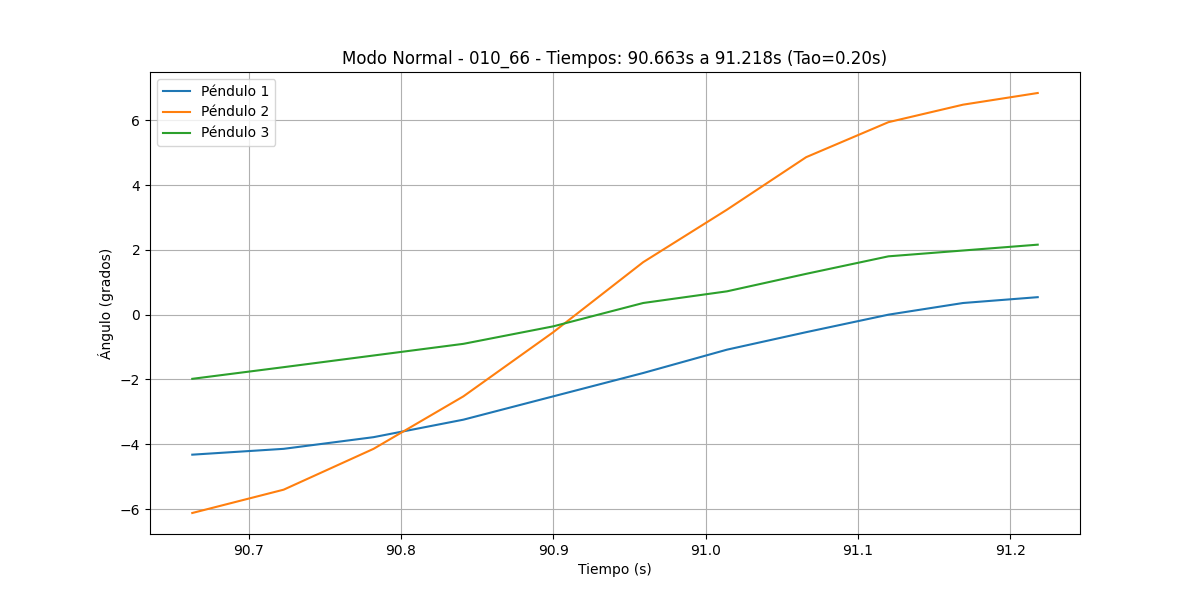 Modo Normal - 010_66 - Tiempos: 90.663s a 91.218s (Tao=0.20s)
Péndulo 1
Péndulo 2
Péndulo 3
Ángulo (grados)
6
4
2
0
−2
−4
−6
90.7 90.8 90.9 91.0 91.1 91.2
Tiempo (s)